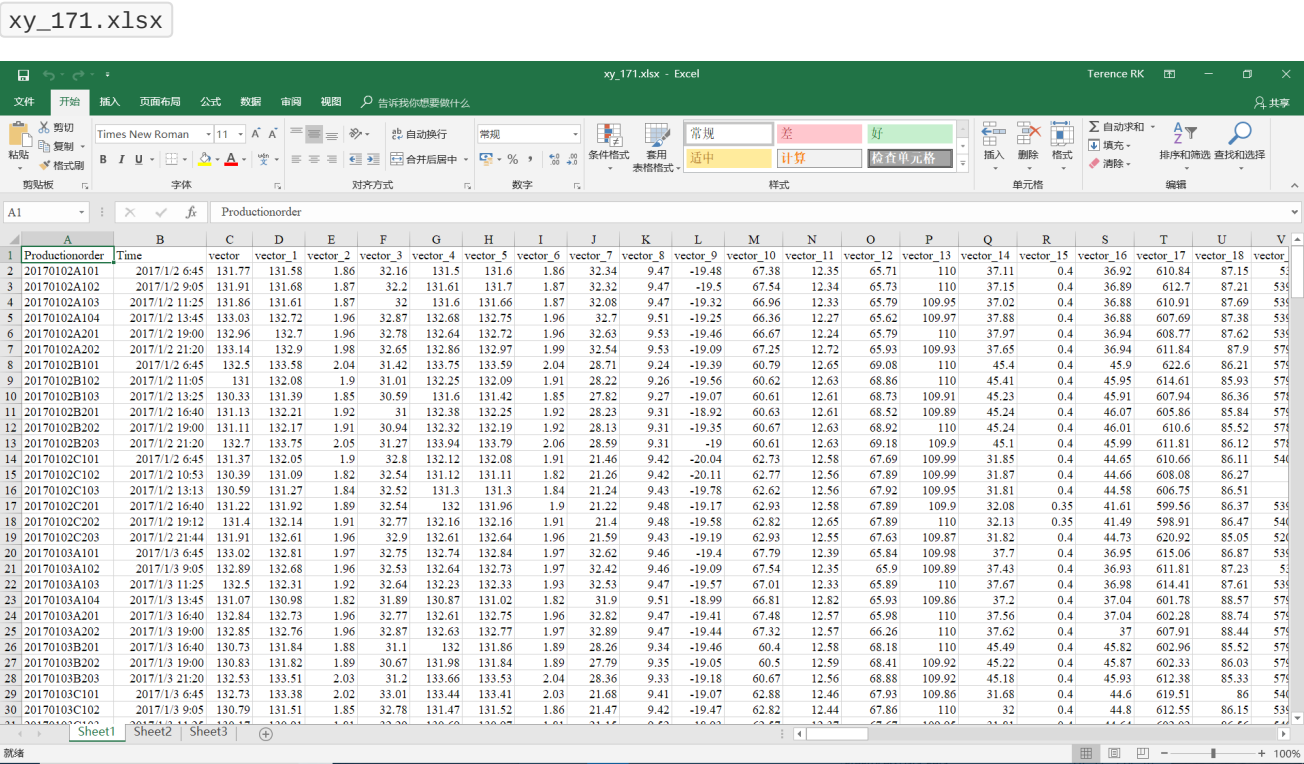 xy_171.xlsx
xy_171.xlsx - Excel
Terence RK
文件 开始 插入 页面布局 公式 数据 审阅 视图 告诉我你想要做什么 共享
剪切 Times New Roman 11 自动换行 常规 常规 差 好 自动求和
粘贴 复制 格式刷 B I U 合并后居中 % 条件格式 套用表格格式 适中 计算 检查单元格 插入 删除 格式 填充 清除 排序和筛选 查找和选择
剪贴板 字体 对齐方式 数字 样式 单元格 编辑
A1 fx Productionorder
A B C D E F G H I J K L M N O P Q R S T U V
1 Productionorder Time vector vector_1 vector_2 vector_3 vector_4 vector_5 vector_6 vector_7 vector_8 vector_9 vector_10 vector_11 vector_12 vector_13 vector_14 vector_15 vector_16 vector_17 vector_18 vector_
2 20170102A101 2017/1/2 6:45 131.77 131.58 1.86 32.16 131.5 131.6 1.86 32.34 9.47 -19.48 67.38 12.35 65.71 110 37.11 0.4 36.92 610.84 87.15 53
3 20170102A102 2017/1/2 9:05 131.91 131.68 1.87 32.2 131.61 131.7 1.87 32.32 9.47 -19.5 67.54 12.34 65.73 110 37.15 0.4 36.89 612.7 87.21 539
4 20170102A103 2017/1/2 11:25 131.86 131.61 1.87 32 131.6 131.66 1.87 32.08 9.47 -19.32 66.96 12.33 65.79 109.95 37.02 0.4 36.88 610.91 87.69 539
5 20170102A104 2017/1/2 13:45 133.03 132.72 1.96 32.87 132.68 132.75 1.96 32.7 9.51 -19.25 66.36 12.27 65.62 109.97 37.88 0.4 36.88 607.69 87.38 539
6 20170102A201 2017/1/2 19:00 132.96 132.7 1.96 32.78 132.64 132.72 1.96 32.63 9.53 -19.46 66.67 12.24 65.79 110 37.97 0.4 36.94 608.77 87.62 539
7 20170102A202 2017/1/2 21:20 133.14 132.9 1.98 32.65 132.86 132.97 1.99 32.54 9.53 -19.09 67.25 12.72 65.93 109.93 37.65 0.4 36.94 611.84 87.9 579
8 20170102B101 2017/1/2 6:45 132.5 133.58 2.04 31.42 133.75 133.59 2.04 28.71 9.24 -19.39 60.79 12.65 69.08 110 45.4 0.4 45.9 622.6 86.21 579
9 20170102B102 2017/1/2 11:05 131 132.08 1.9 31.01 132.25 132.09 1.91 28.22 9.26 -19.56 60.62 12.63 68.86 110 45.41 0.4 45.95 614.61 85.93 579
10 20170102B103 2017/1/2 13:25 130.33 131.39 1.85 30.59 131.6 131.42 1.85 27.82 9.27 -19.07 60.61 12.61 68.73 109.91 45.23 0.4 45.91 607.94 86.36 578
11 20170102B201 2017/1/2 16:40 131.13 132.21 1.92 31 132.38 132.25 1.92 28.23 9.31 -18.92 60.63 12.61 68.52 109.89 45.24 0.4 46.07 605.86 85.84 579
12 20170102B202 2017/1/2 19:00 131.11 132.17 1.91 30.94 132.32 132.19 1.92 28.13 9.31 -19.35 60.67 12.63 68.92 110 45.24 0.4 46.01 610.6 85.52 578
13 20170102B203 2017/1/2 21:20 132.7 133.75 2.05 31.27 133.94 133.79 2.06 28.59 9.31 -19 60.61 12.63 69.18 109.9 45.1 0.4 45.99 611.81 86.12 578
14 20170102C101 2017/1/2 6:45 131.37 132.05 1.9 32.8 132.12 132.08 1.91 21.46 9.42 -20.04 62.73 12.58 67.69 109.99 31.85 0.4 44.65 610.66 86.11 540
15 20170102C102 2017/1/2 10:53 130.39 131.09 1.82 32.54 131.12 131.11 1.82 21.26 9.42 -20.11 62.77 12.56 67.89 109.99 31.87 0.4 44.66 608.08 86.27
16 20170102C103 2017/1/2 13:13 130.59 131.27 1.84 32.52 131.3 131.3 1.84 21.24 9.43 -19.78 62.62 12.56 67.92 109.95 31.81 0.4 44.58 606.75 86.51
17 20170102C201 2017/1/2 16:40 131.22 131.92 1.89 32.54 132 131.96 1.9 21.22 9.48 -19.17 62.93 12.58 67.89 109.9 32.08 0.35 41.61 599.56 86.37 539
18 20170102C202 2017/1/2 19:12 131.4 132.14 1.91 32.77 132.16 132.16 1.91 21.4 9.48 -19.58 62.82 12.65 67.89 110 32.13 0.35 41.49 598.91 86.47 540
19 20170102C203 2017/1/2 21:44 131.91 132.61 1.96 32.9 132.61 132.64 1.96 21.59 9.43 -19.19 62.93 12.55 67.63 109.87 31.82 0.4 44.73 620.92 85.05 520
20 20170103A101 2017/1/3 6:45 133.02 132.81 1.97 32.75 132.74 132.84 1.97 32.62 9.46 -19.4 67.79 12.39 65.84 109.98 37.7 0.4 36.95 615.06 86.87 539
21 20170103A102 2017/1/3 9:05 132.89 132.68 1.96 32.53 132.64 132.73 1.97 32.42 9.46 -19.09 67.54 12.35 65.9 109.89 37.43 0.4 36.93 611.81 87.23 53
22 20170103A103 2017/1/3 11:25 132.5 132.31 1.92 32.64 132.23 132.33 1.93 32.53 9.47 -19.57 67.01 12.33 65.89 110 37.67 0.4 36.98 614.41 87.61 539
23 20170103A104 2017/1/3 13:45 131.07 130.98 1.82 31.89 130.87 131.02 1.82 31.9 9.51 -18.99 66.81 12.82 65.93 109.86 37.2 0.4 37.04 601.78 88.57 579
24 20170103A201 2017/1/3 16:40 132.84 132.73 1.96 32.77 132.61 132.75 1.96 32.82 9.47 -19.41 67.48 12.57 65.98 110 37.56 0.4 37.04 602.28 88.74 579
25 20170103A202 2017/1/3 19:00 132.85 132.76 1.96 32.87 132.63 132.77 1.97 32.89 9.47 -19.44 67.32 12.57 66.26 110 37.62 0.4 37 607.91 88.44 579
26 20170103B201 2017/1/3 16:40 130.73 131.84 1.88 31.1 132 131.86 1.89 28.26 9.34 -19.46 60.4 12.58 68.18 110 45.49 0.4 45.82 602.96 85.52 579
27 20170103B202 2017/1/3 19:00 130.83 131.82 1.89 30.67 131.98 131.84 1.89 27.79 9.35 -19.05 60.5 12.59 68.41 109.92 45.22 0.4 45.87 602.33 86.03 579
28 20170103B203 2017/1/3 21:20 132.53 133.51 2.03 31.2 133.66 133.53 2.04 28.36 9.33 -19.18 60.67 12.56 68.88 109.92 45.18 0.4 45.93 612.38 85.33 579
29 20170103C101 2017/1/3 6:45 132.73 133.38 2.02 33.01 133.44 133.41 2.03 21.68 9.41 -19.07 62.88 12.46 67.93 109.86 31.68 0.4 44.6 619.51 86 540
30 20170103C102 2017/1/3 9:05 130.79 131.51 1.85 32.78 131.47 131.52 1.86 21.47 9.42 -19.47 62.82 12.44 67.86 110 32 0.4 44.8 612.55 86.15 539
Sheet1 Sheet2 Sheet3
就绪 100%